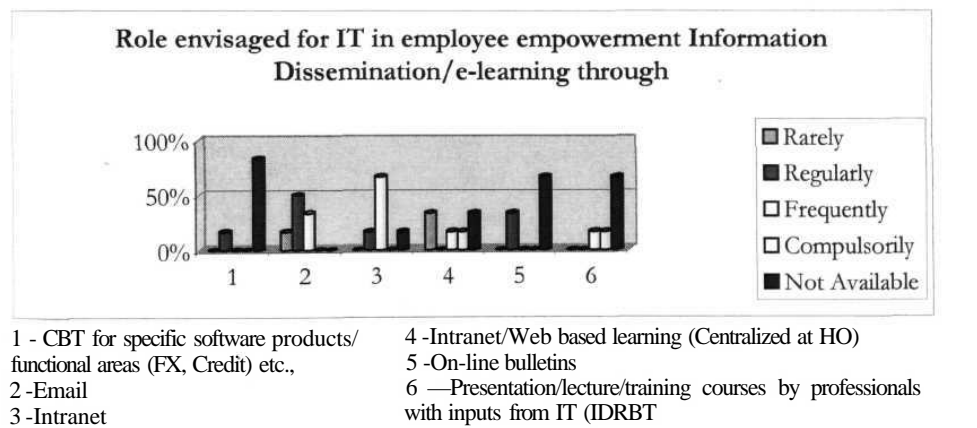 Role envisaged for IT in employee empowerment Information
Dissemination/e-learning through
100%
50%
0%
1 2 3 4 5 6
Rarely
Regularly
Frequently
Compulsorily
Not Available
1 - CBT for specific software products/
functional areas (FX, Credit) etc.,
2 -Email
3 -Intranet
4 -Intranet/Web based learning (Centralized at HO)
5 -On-line bulletins
6 —Presentation/lecture/training courses by professionals
with inputs from IT (IDRBT